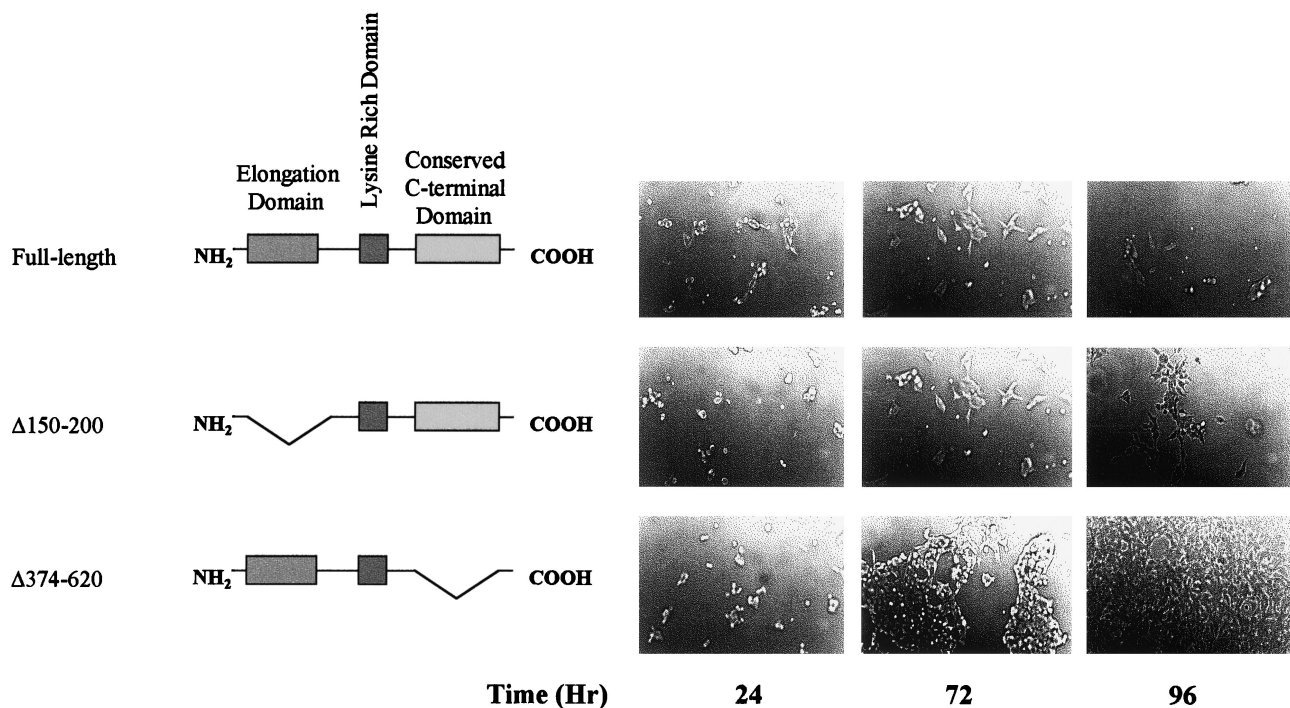 Lysine Rich Domain
Elongation
Domain
Conserved
C-terminal
Domain
Full-length
NH2
COOH
Δ150-200
NH2
COOH
Δ374-620
NH2
COOH
Time (Hr)
24
72
96